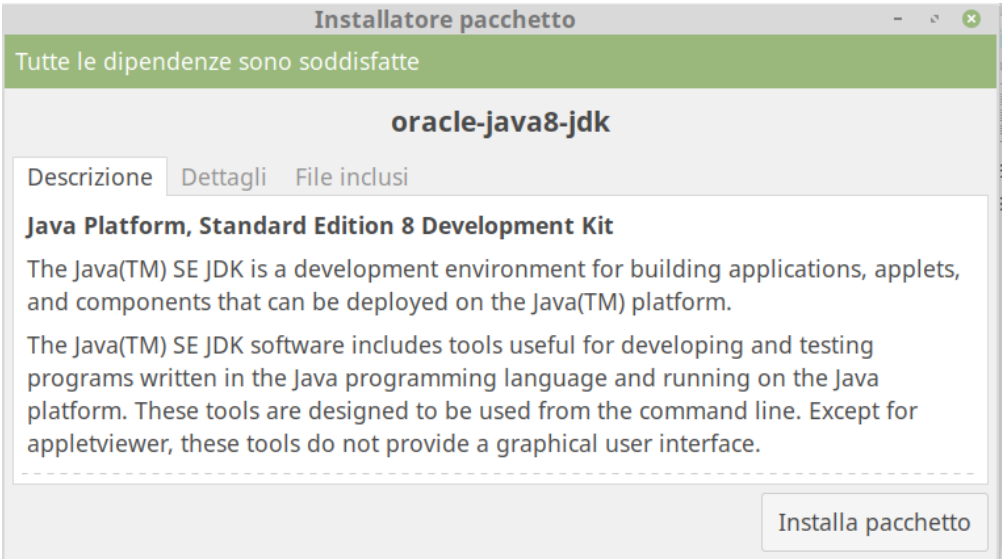 Installatore pacchetto
Tutte le dipendenze sono soddisfatte
oracle-java8-jdk
Descrizione Dettagli File inclusi
Java Platform, Standard Edition 8 Development Kit
The Java(TM) SE JDK is a development environment for building applications, applets,
and components that can be deployed on the Java(TM) platform.
The Java(TM) SE JDK software includes tools useful for developing and testing
programs written in the Java programming language and running on the Java
platform. These tools are designed to be used from the command line. Except for
appletviewer, these tools do not provide a graphical user interface.
Installa pacchetto